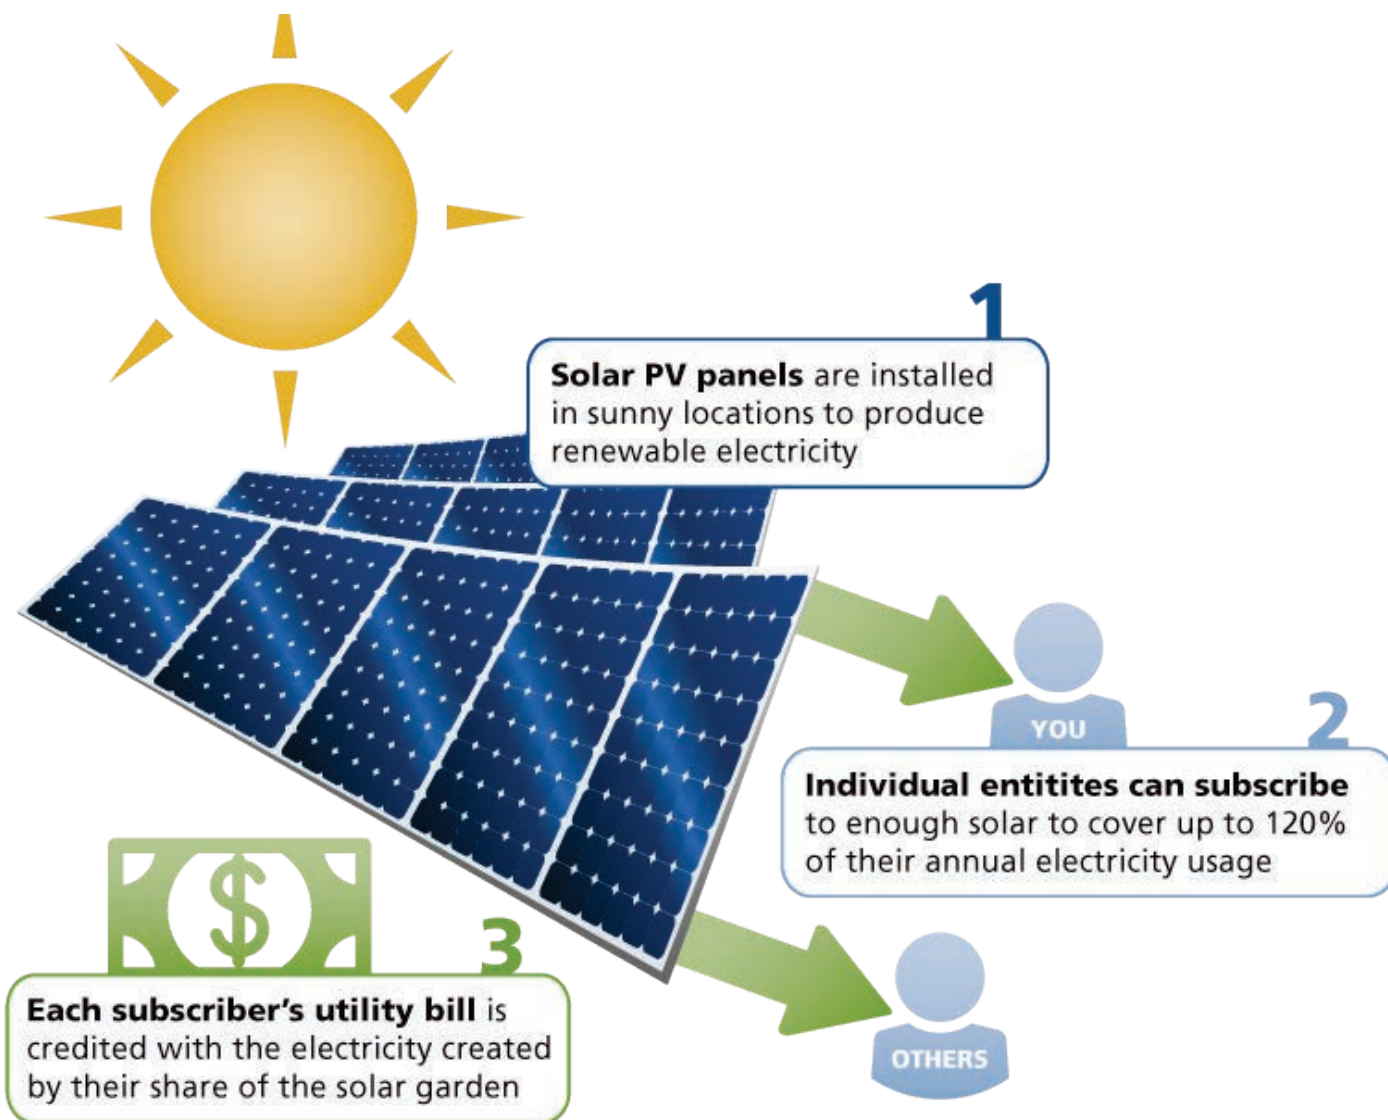 1
Solar PV panels are installed
in sunny locations to produce
renewable electricity
YOU
2
Individual entitites can subscribe
to enough solar to cover up to 120%
of their annual electricity usage
$
3
Each subscriber's utility bill is
credited with the electricity created
by their share of the solar garden
OTHERS